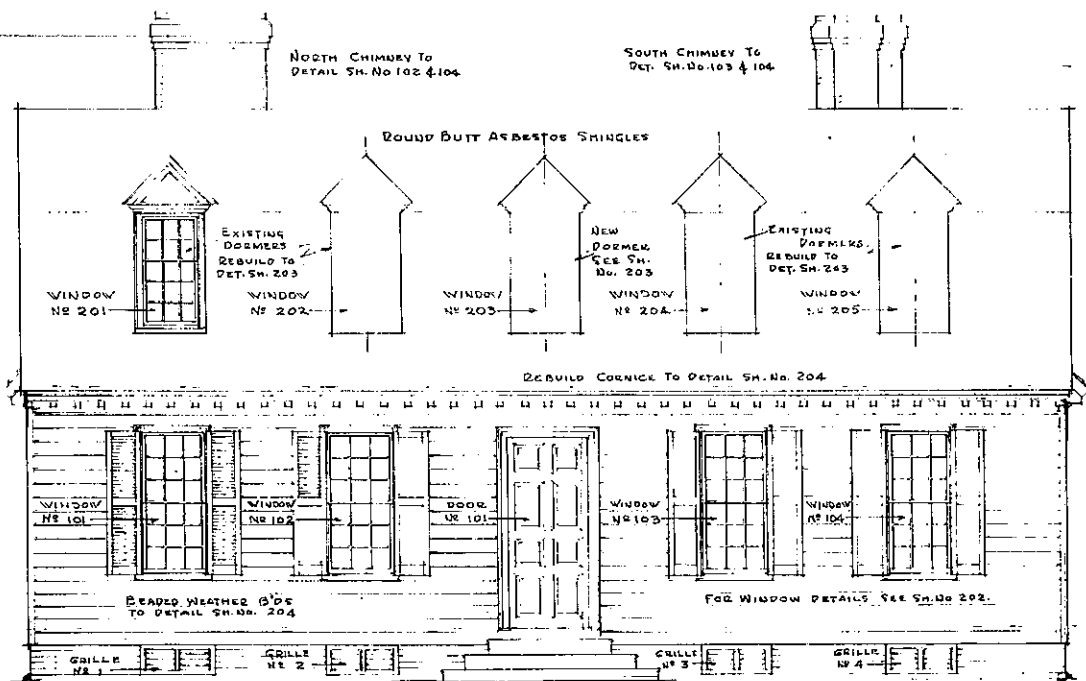 NORTH CHIMNEY TO
DETAIL SH. No 102 & 104
SOUTH CHIMNEY TO
DET. SH. No. 103 & 104
ROUND BUTT ASBESTOS SHINGLES
EXISTING
DORMERS
REBUILD TO
DET. SH. 203
NEW
DORMER
SEE SH.
No. 203
EXISTING
DORMERS
REBUILD TO
DET. SH. 203
WINDOW
No 201
WINDOW
No 202
WINDOW
No 203
WINDOW
No 204
WINDOW
No 205
REBUILD CORNICE TO DETAIL SH. No. 204
WINDOW
No 101
WINDOW
No 102
DOOR
No 101
WINDOW
No 103
WINDOW
No 104
BEADED WEATHER B'DS
TO DETAIL SH. No. 204
FOR WINDOW DETAILS SEE SH. No 202.
GRILLE
No 1
GRILLE
No 2
GRILLE
No 3
GRILLE
No 4